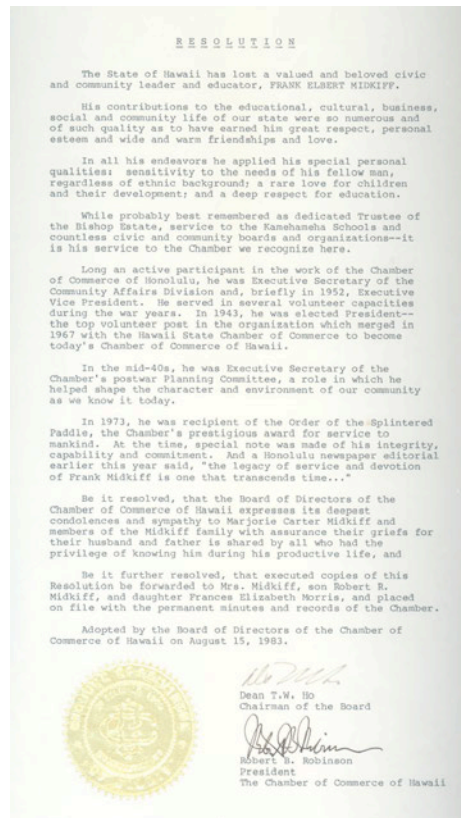 RESOLUTION
The State of Hawaii has lost a valued and beloved civic
and community leader and educator, FRANK ELBERT MIDKIFF.
His contributions to the educational, cultural, business,
social and community life of our state were so numerous and
of such quality as to have earned him great respect, personal
esteem and wide and warm friendships and love.
In all his endeavors he applied his special personal
qualities: sensitivity to the needs of his fellow man,
regardless of ethnic background; a rare love for children
and their development; and a deep respect for education.
While probably best remembered as dedicated Trustee of
the Bishop Estate, service to the Kamehameha Schools and
countless civic and community boards and organizations--it
is his service to the Chamber we recognize here.
Long an active participant in the work of the Chamber
of Commerce of Honolulu, he was Executive Secretary of the
Community Affairs Division and, briefly in 1952, Executive
Vice President. He served in several volunteer capacities
during the war years. In 1943, he was elected President--
the top volunteer post in the organization which merged in
1967 with the Hawaii State Chamber of Commerce to become
today's Chamber of Commerce of Hawaii.
In the mid-40s, he was Executive Secretary of the
Chamber's postwar Planning Committee, a role in which he
helped shape the character and environment of our community
as we know it today.
In 1973, he was recipient of the Order of the Splintered
Paddle, the Chamber's prestigious award for service to
mankind. At the time, special note was made of his integrity,
capability and commitment. And a Honolulu newspaper editorial
earlier this year said, "the legacy of service and devotion
of Frank Midkiff is one that transcends time..."
Be it resolved, that the Board of Directors of the
Chamber of Commerce of Hawaii expresses its deepest
condolences and sympathy to Marjorie Carter Midkiff and
members of the Midkiff family with assurance their griefs for
their husband and father is shared by all who had the
privilege of knowing him during his productive life, and
Be it further resolved, that executed copies of this
Resolution be forwarded to Mrs. Midkiff, son Robert R.
Midkiff, and daughter Frances Elizabeth Morris, and placed
on file with the permanent minutes and records of the Chamber.
Adopted by the Board of Directors of the Chamber of
Commerce of Hawaii on August 15, 1983.
Dean T.W. Ho
Chairman of the Board
Robert B. Robinson
President
The Chamber of Commerce of Hawaii